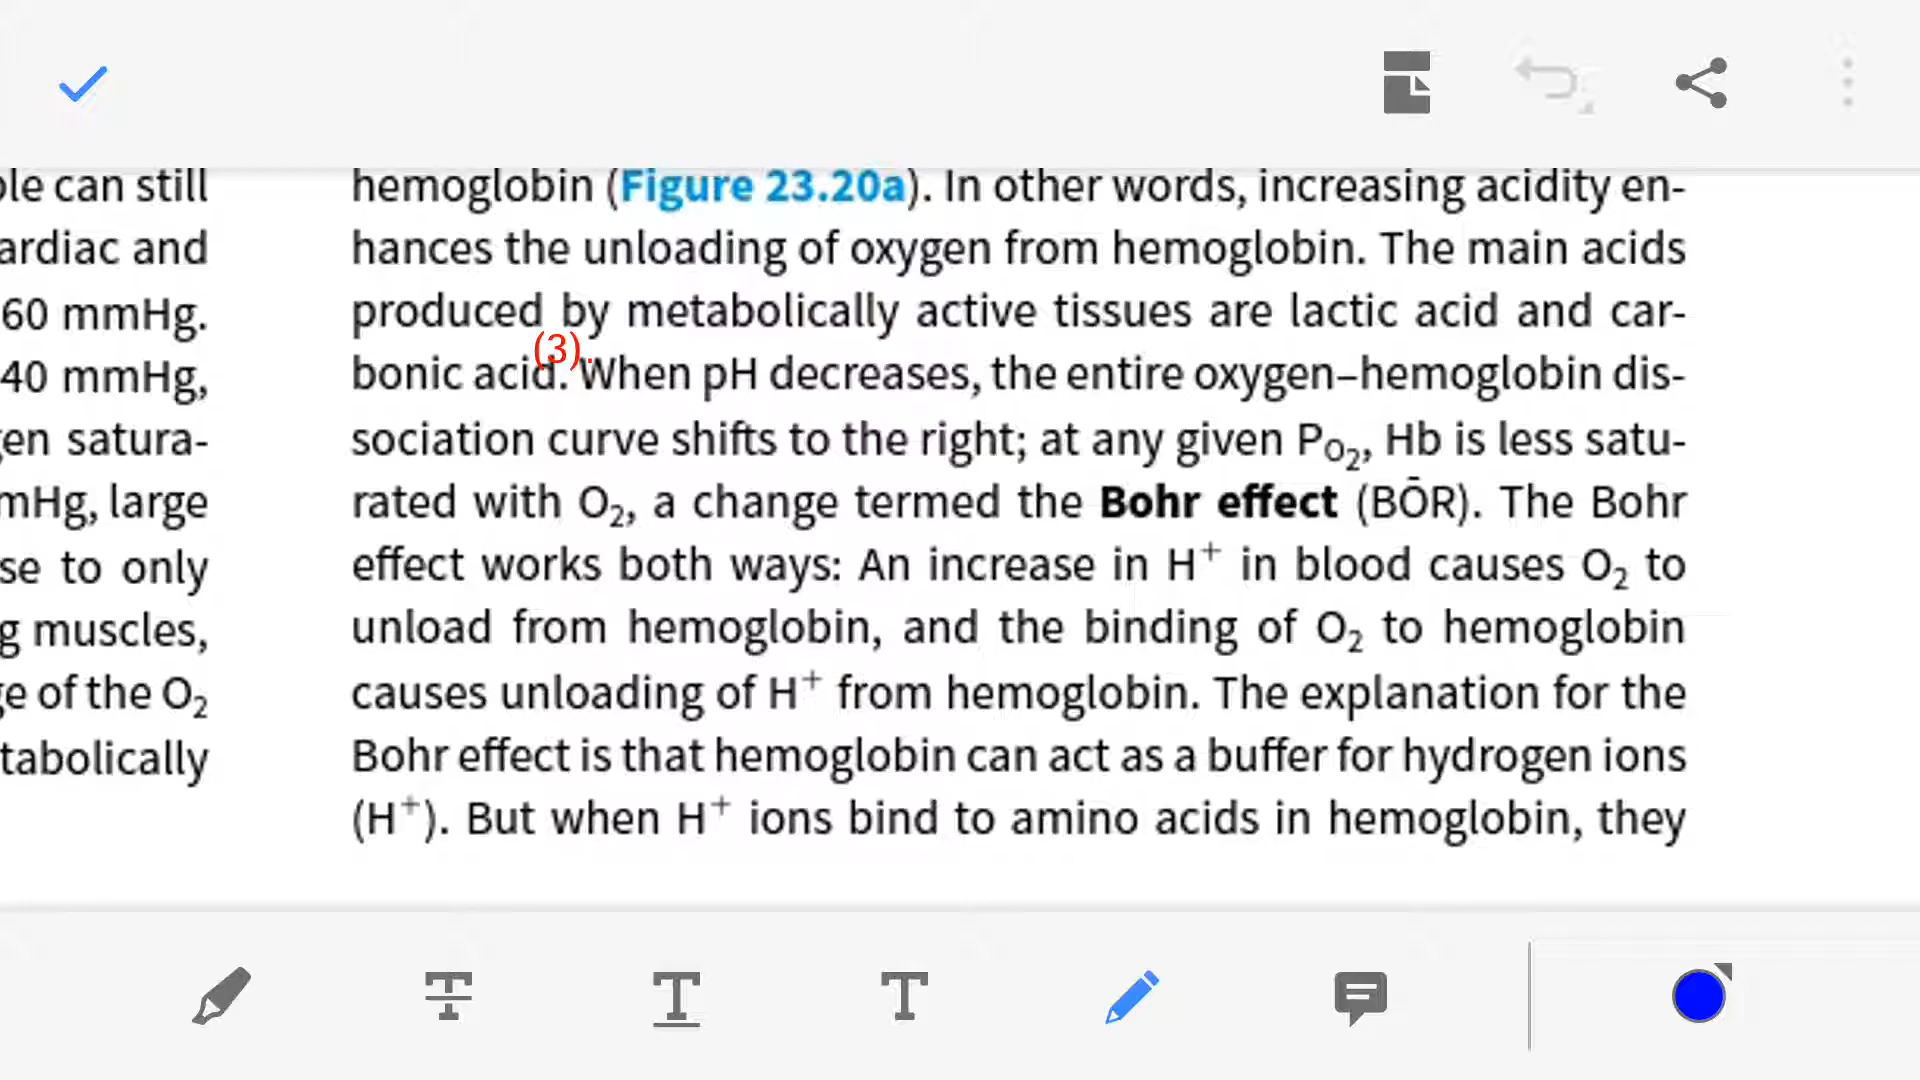 ple can still
ardiac and
60 mmHg.
40 mmHg,
gen satura-
mHg, large
se to only
g muscles,
ge of the O₂
tabolically
hemoglobin (Figure 23.20a). In other words, increasing acidity en-
hances the unloading of oxygen from hemoglobin. The main acids
produced by metabolically active tissues are lactic acid and car-
(3).
bonic acid. When pH decreases, the entire oxygen–hemoglobin dis-
sociation curve shifts to the right; at any given P_O₂, Hb is less satu-
rated with O₂, a change termed the Bohr effect (BŌR). The Bohr
effect works both ways: An increase in H⁺ in blood causes O₂ to
unload from hemoglobin, and the binding of O₂ to hemoglobin
causes unloading of H⁺ from hemoglobin. The explanation for the
Bohr effect is that hemoglobin can act as a buffer for hydrogen ions
(H⁺). But when H⁺ ions bind to amino acids in hemoglobin, they